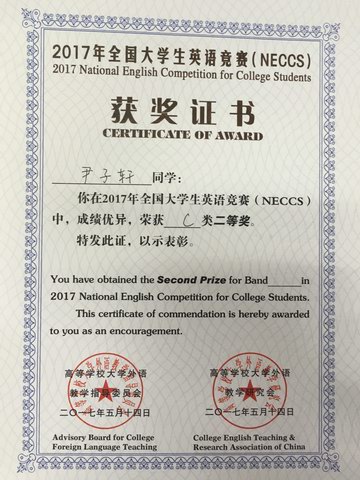 2017年全国大学生英语竞赛(NECCS)
2017 National English Competition for College Students
获奖证书
CERTIFICATE OF AWARD
尹子轩同学:
你在2017年全国大学生英语竞赛(NECCS)
中,成绩优异,荣获 C 类二等奖。
特发此证,以示表彰。
You have obtained the Second Prize for Band in
2017 National English Competition for College Students.
This certificate of commendation is hereby awarded
to you as an encouragement.
高等学校大学外语
教学指导委员会
二〇一七年五月十四日
Advisory Board for College
Foreign Language Teaching
高等学校大学外语
教学研究会
二〇一七年五月十四日
College English Teaching &
Research Association of China